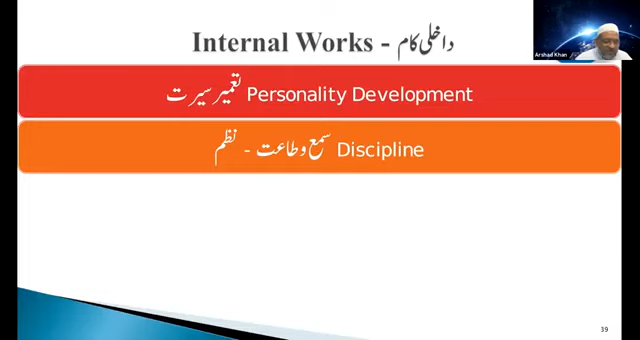 Internal Works - داخلی کام
Arshad Khan
تعمیر سیرت Personality Development
سمع و طاعت - نظم Discipline
39